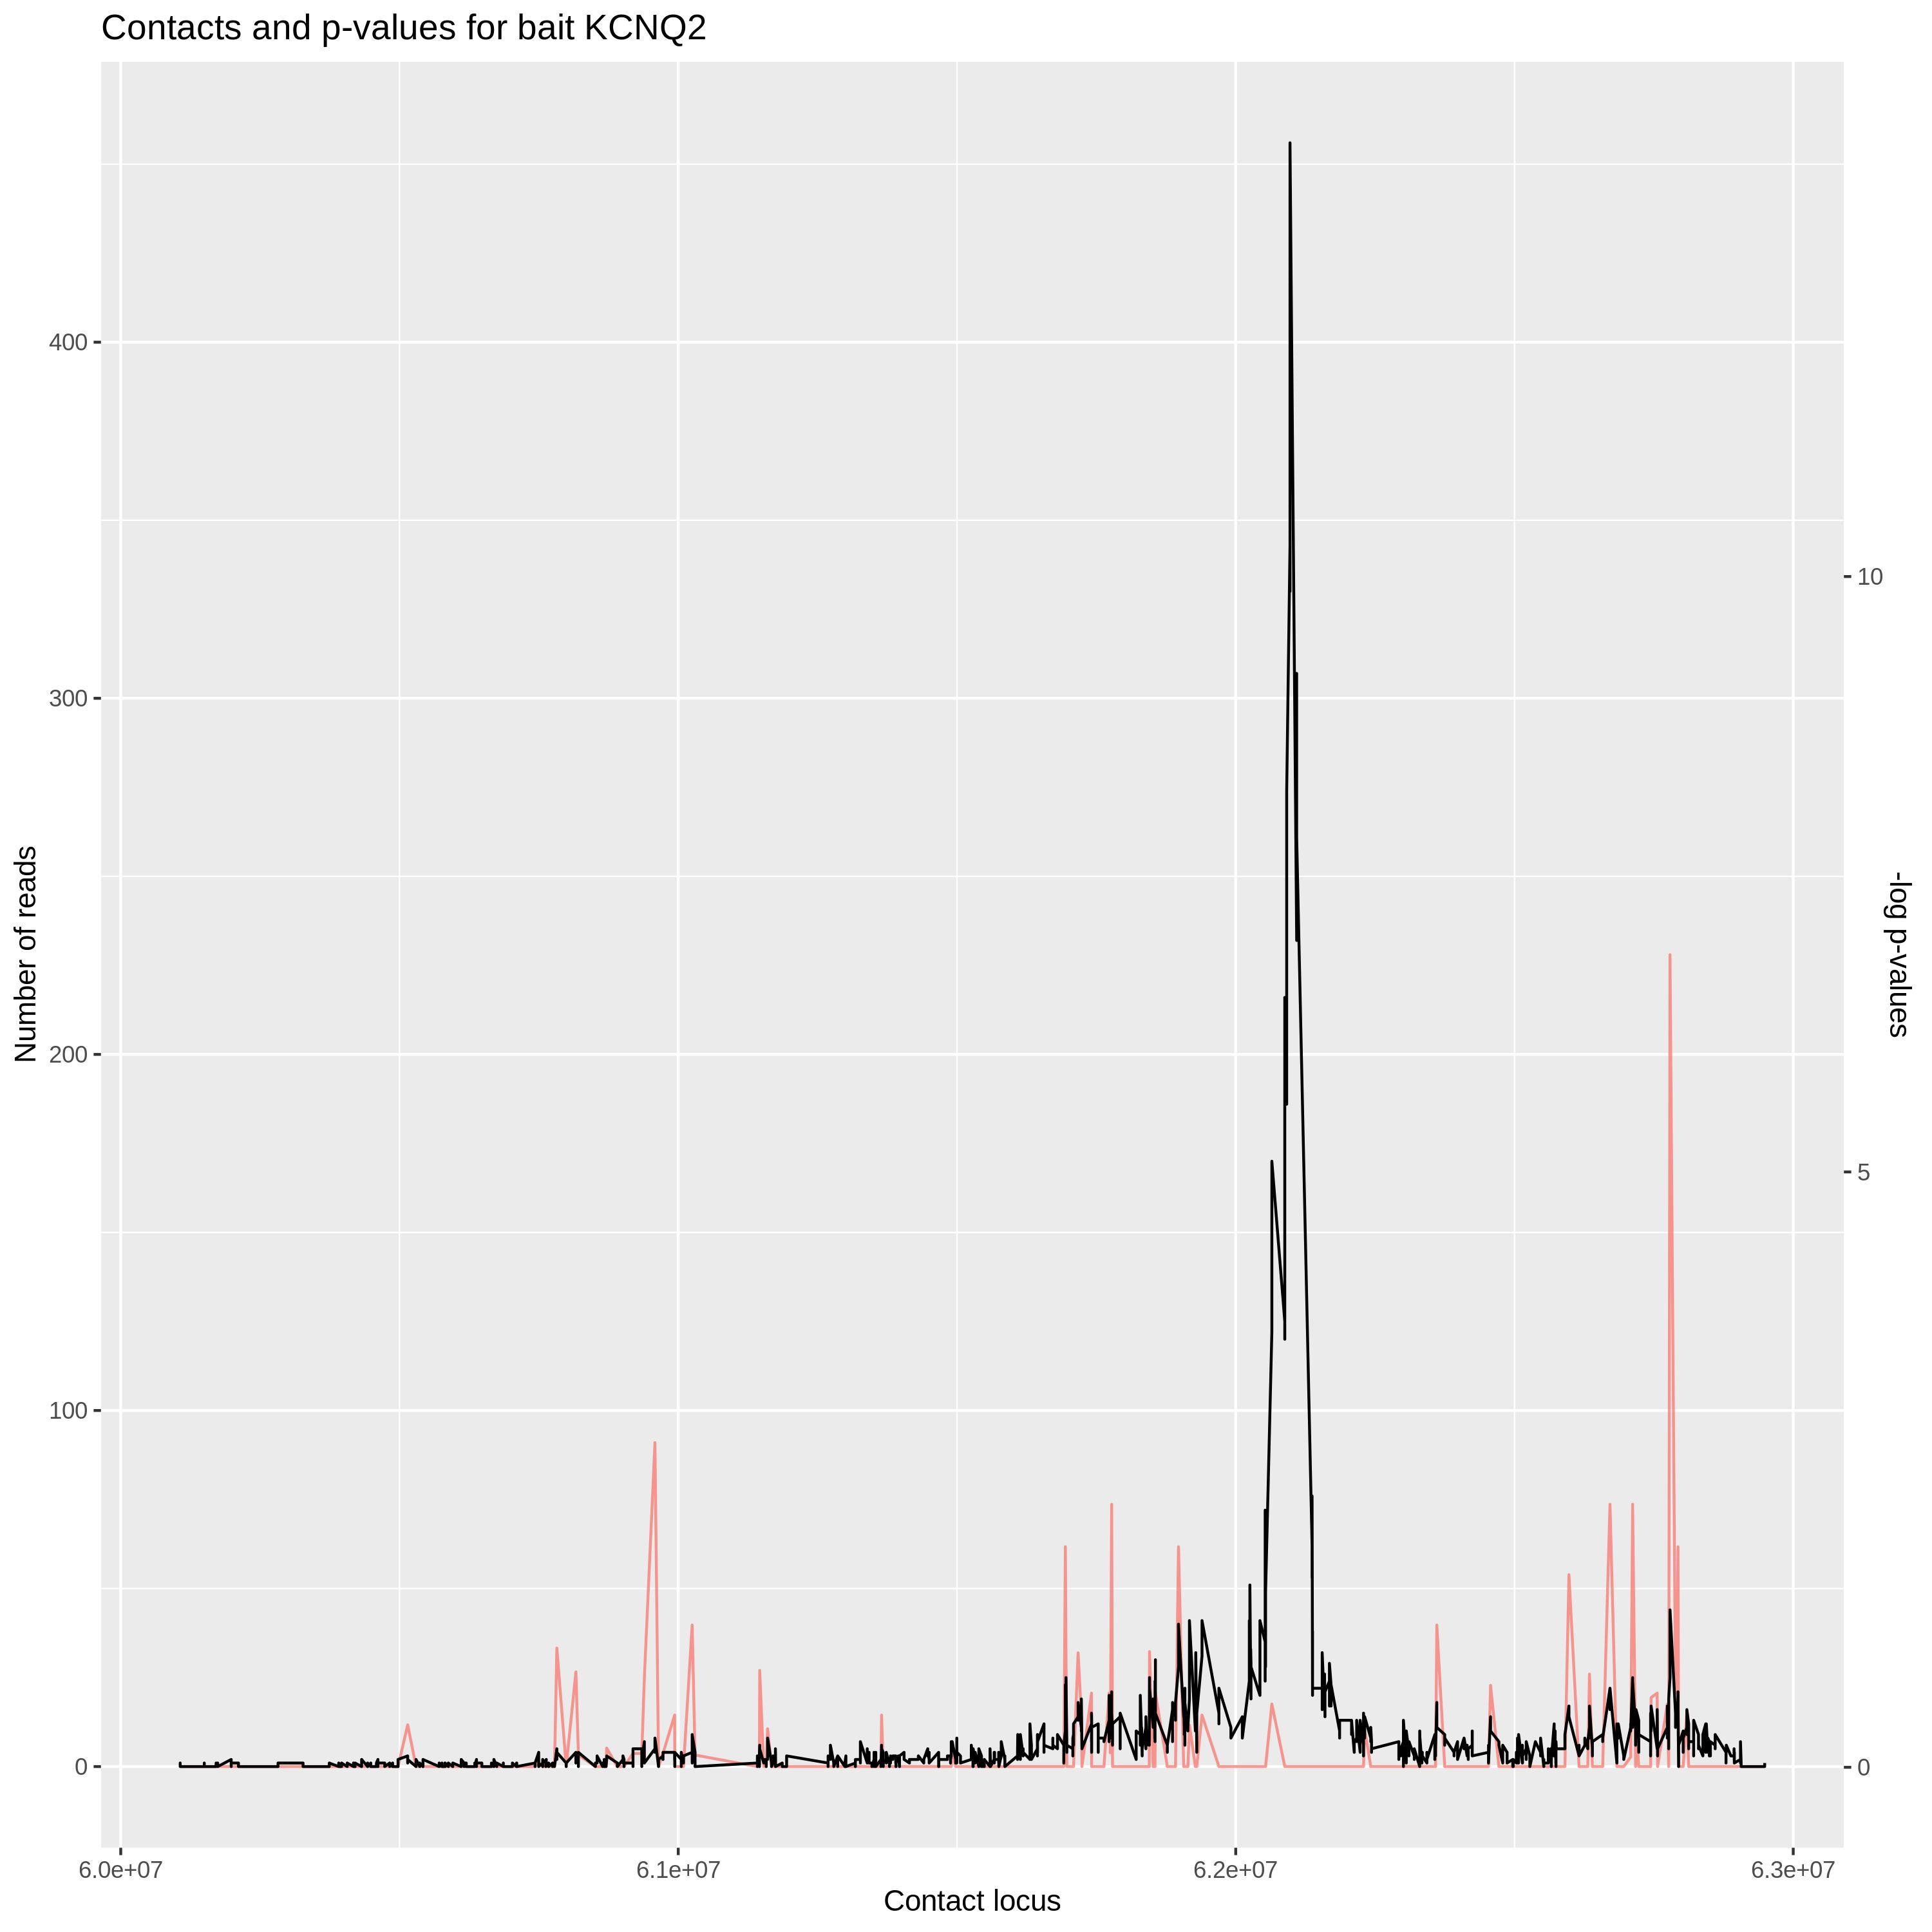 Contacts and p-values for bait KCNQ2
Number of reads
400
300
200
100
0
10
5
0
-log p-values
6.0e+07
6.1e+07
6.2e+07
6.3e+07
Contact locus